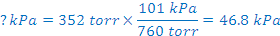 ? kPa = 352 torr × 101 kPa / 760 torr = 46.8 kPa